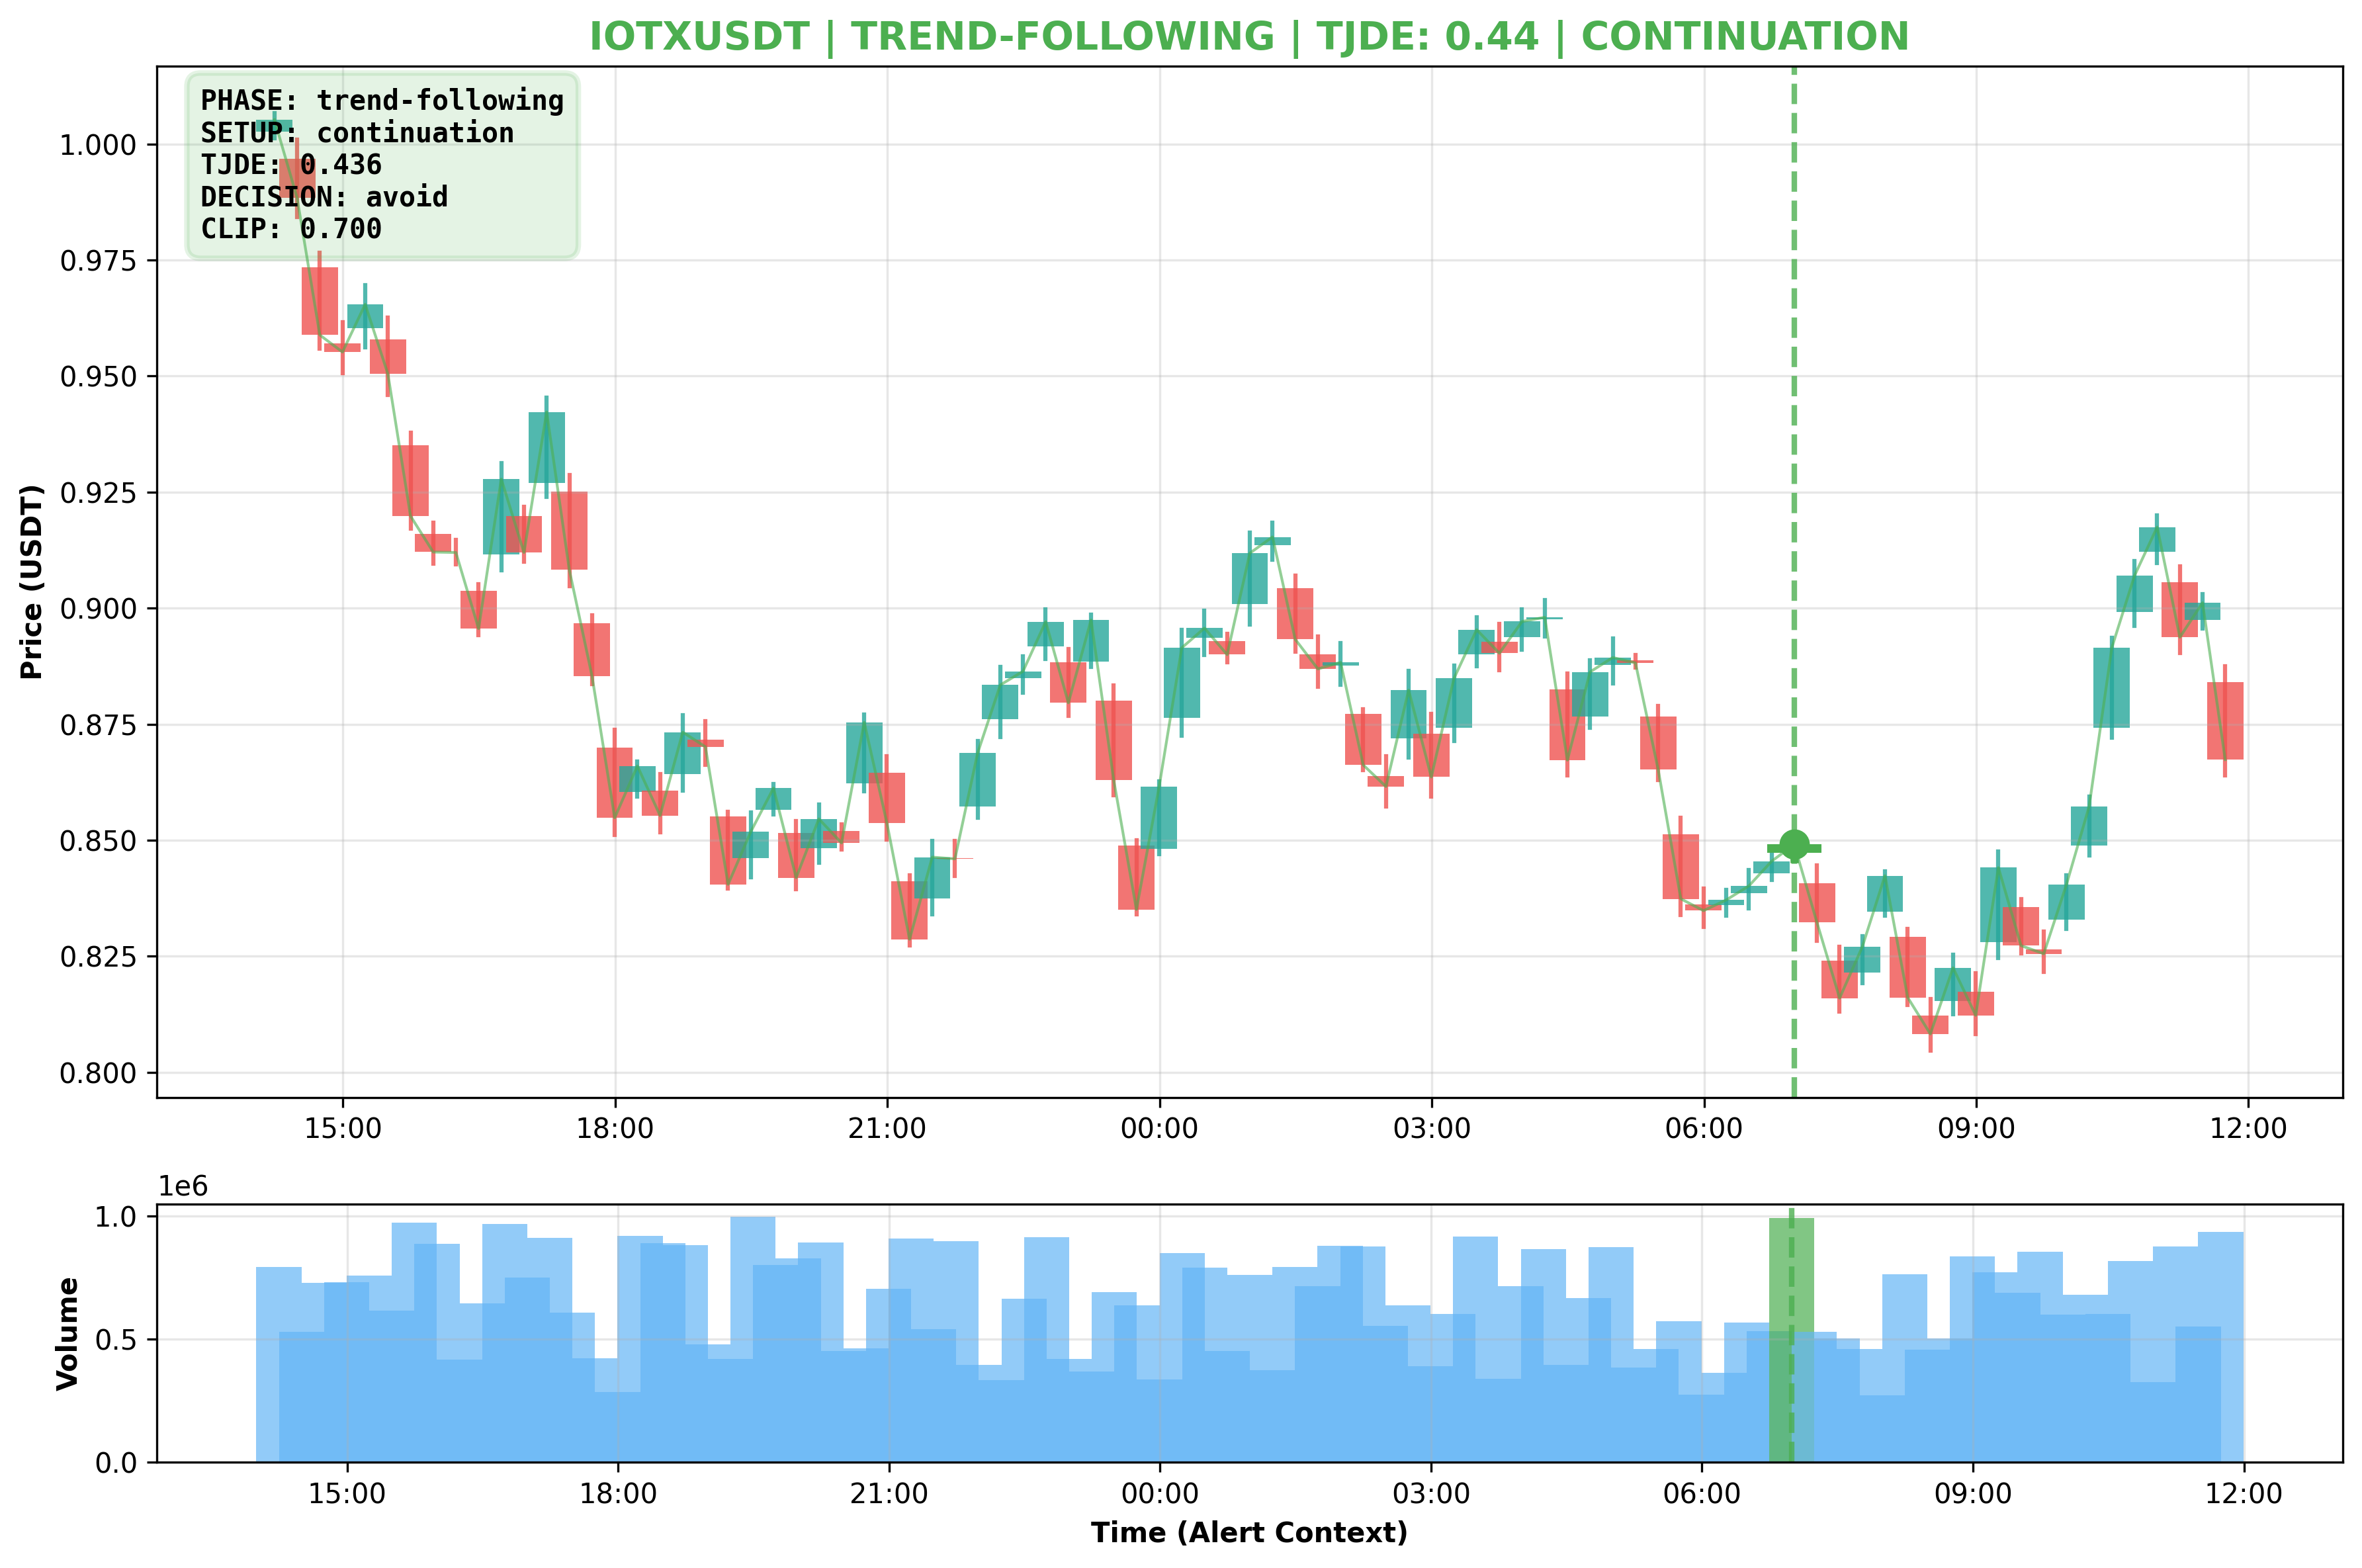 IOTXUSDT | TREND-FOLLOWING | TJDE: 0.44 | CONTINUATION
PHASE: trend-following
SETUP: continuation
TJDE: 0.436
DECISION: avoid
CLIP: 0.700
Price (USDT)
1.000
0.975
0.950
0.925
0.900
0.875
0.850
0.825
0.800
15:00 18:00 21:00 00:00 03:00 06:00 09:00 12:00
1e6
Volume
1.0
0.5
0.0
15:00 18:00 21:00 00:00 03:00 06:00 09:00 12:00
Time (Alert Context)